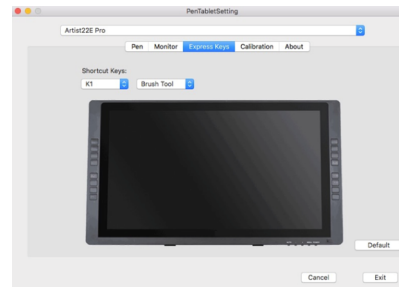 PenTabletSetting
Artist22E Pro
Pen Monitor Express Keys Calibration About
Shortcut Keys:
K1 Brush Tool
Default
Cancel Exit